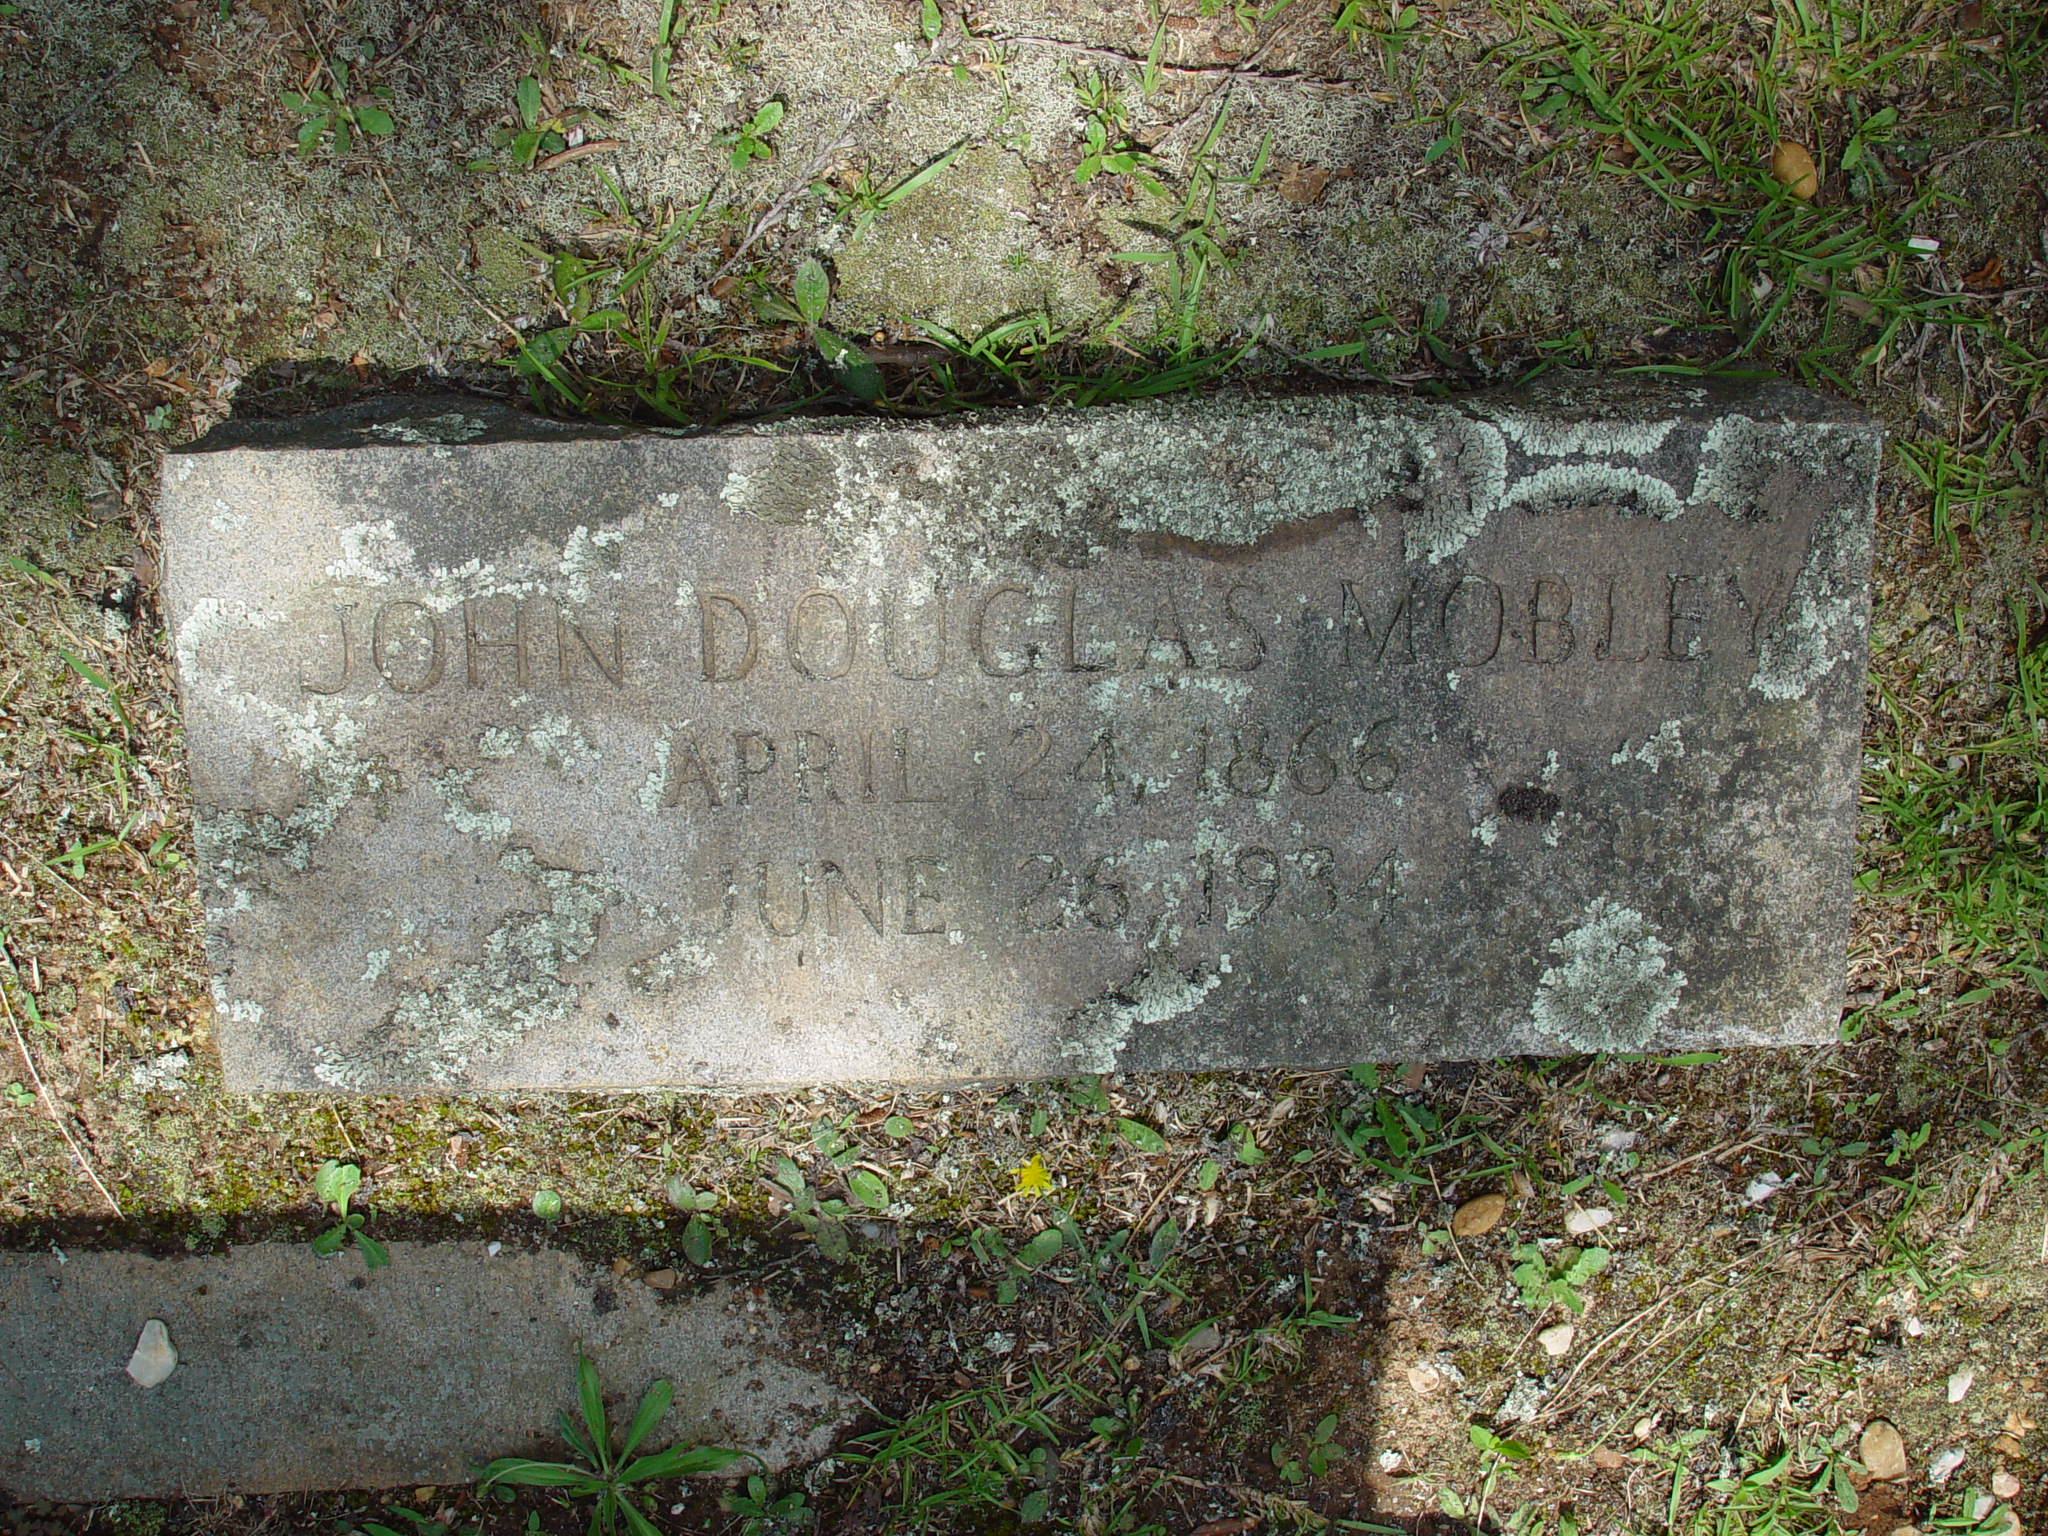 JOHN DOUGLAS MOBLEY
APRIL 24, 1866
JUNE 26, 1934